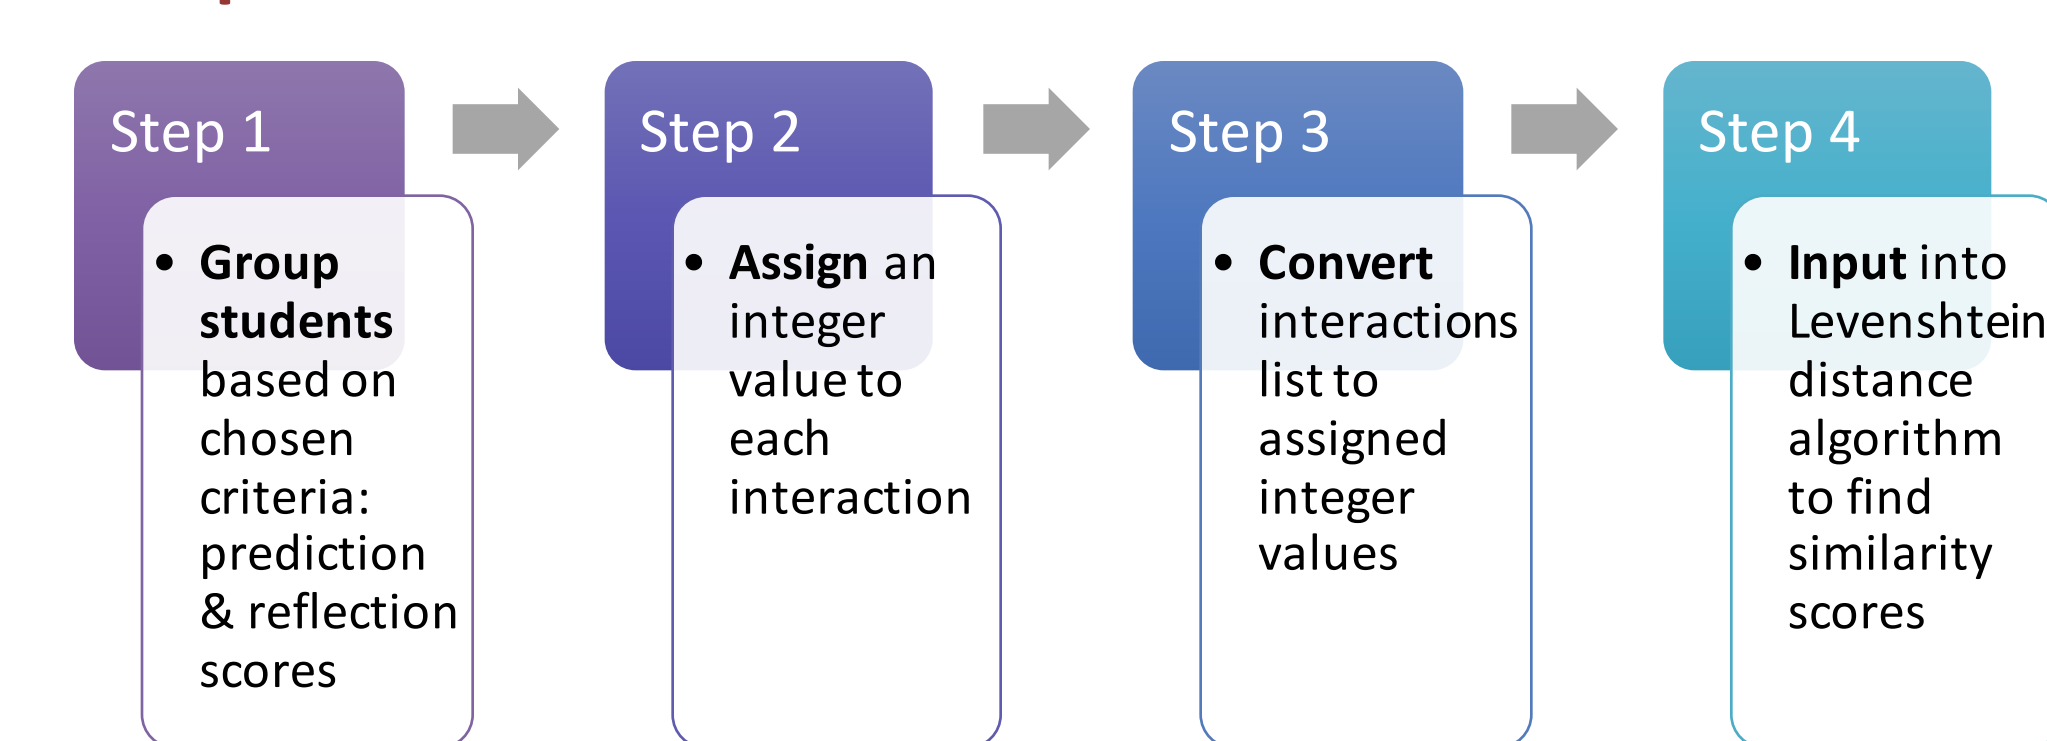 Step 1
• Group
students
based on
chosen
criteria:
prediction
& reflection
scores
Step 2
• Assign an
integer
value to
each
interaction
Step 3
• Convert
interactions
list to
assigned
integer
values
Step 4
• Input into
Levenshtein
distance
algorithm
to find
similarity
scores